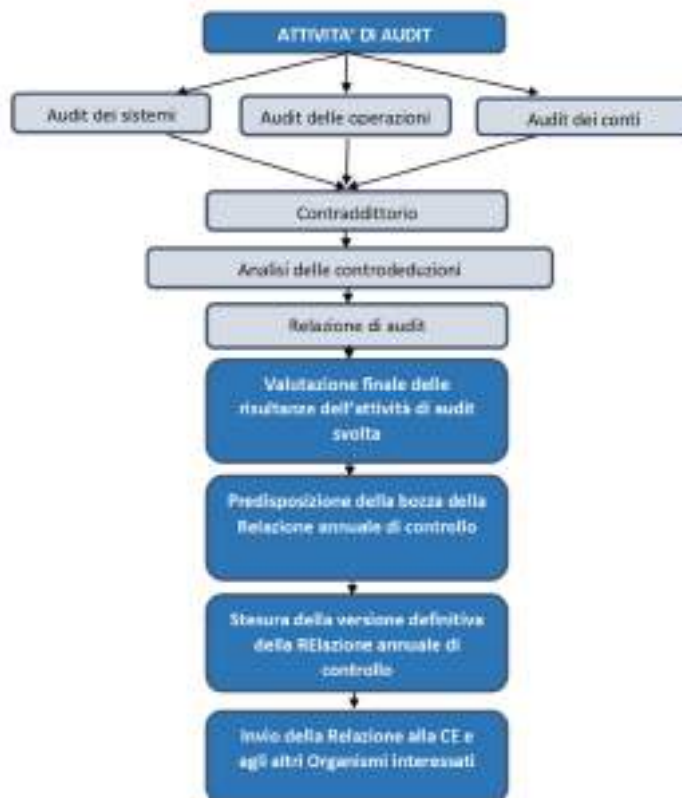 ATTIVITA' DI AUDIT
Audit dei sistemi
Audit delle operazioni
Audit dei conti
Contraddittorio
Analisi delle controdeduzioni
Relazione di audit
Valutazione finale delle
risultanze dell'attività di audit
svolta
Predisposizione della bozza della
Relazione annuale di controllo
Stesura della versione definitiva
della RElazione annuale di
controllo
Invio della Relazione alla CE e
agli altri Organismi interessati